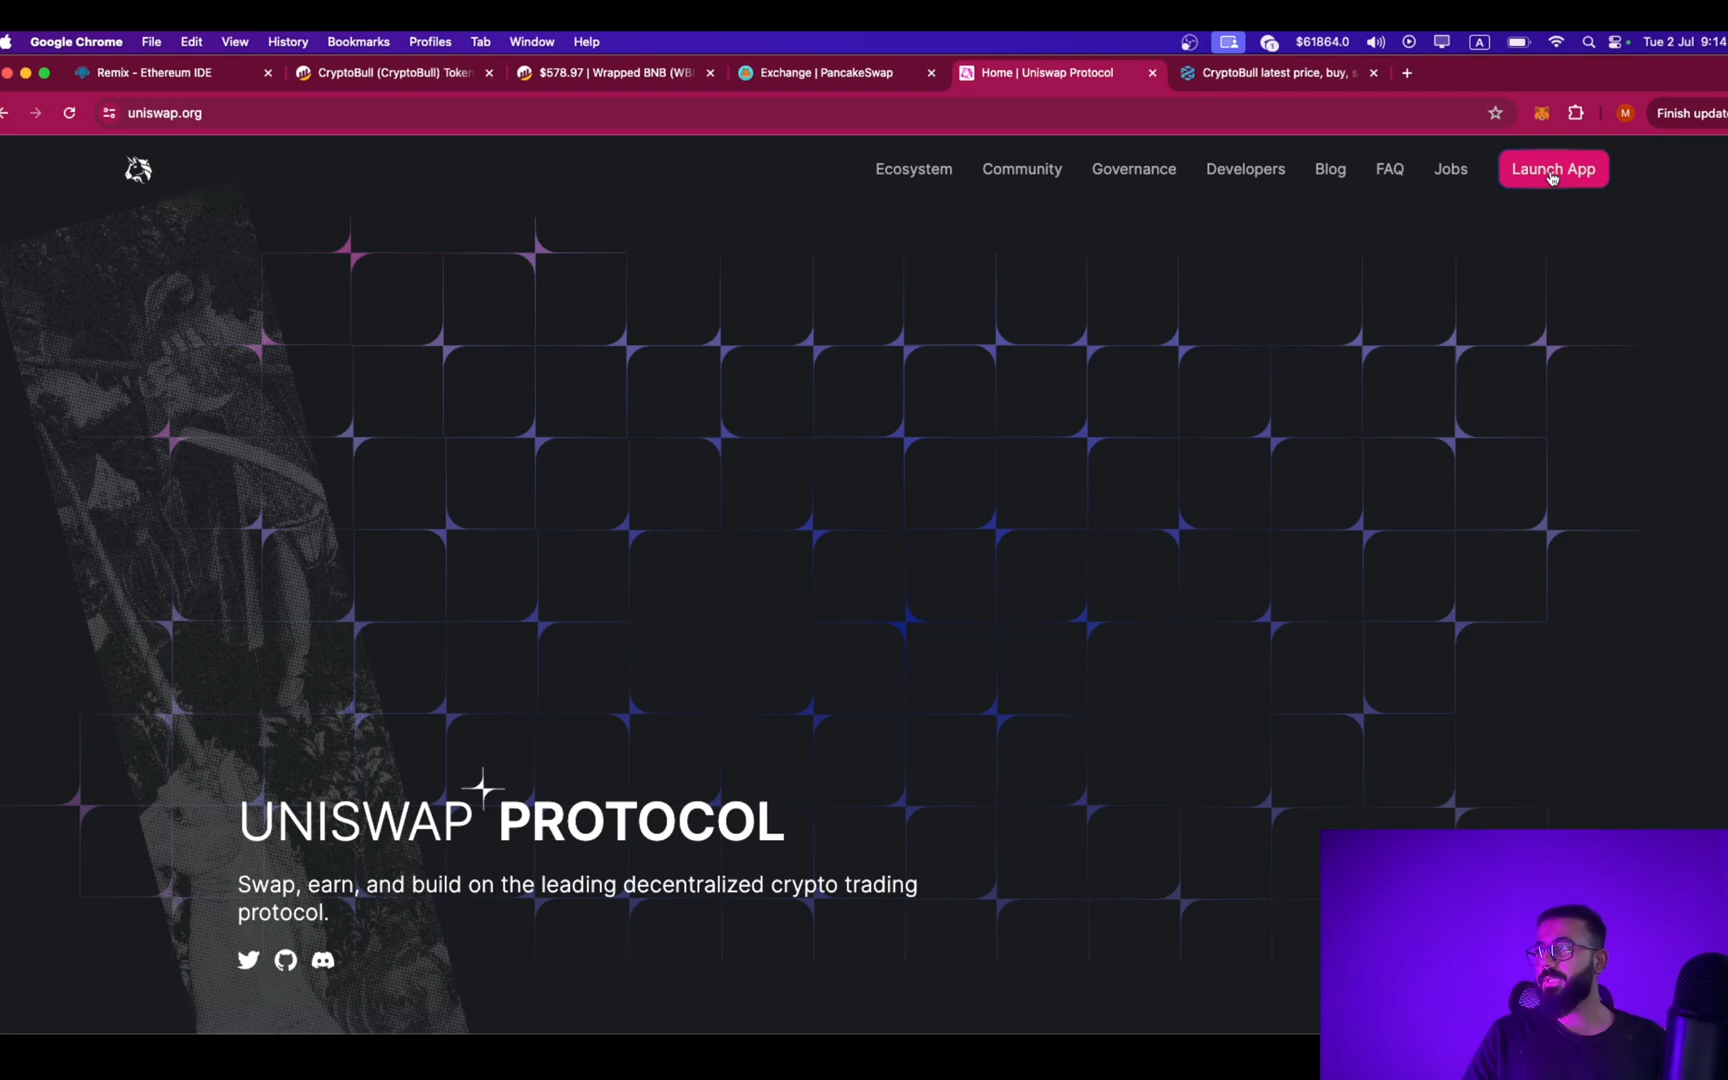 Google Chrome File Edit View History Bookmarks Profiles Tab Window Help 1 $61864.0 A Tue 2 Jul 9:14
Remix - Ethereum IDE CryptoBull (CryptoBull) Token $578.97 | Wrapped BNB (WB Exchange | PancakeSwap Home | Uniswap Protocol CryptoBull latest price, buy, s
uniswap.org M Finish update
Ecosystem Community Governance Developers Blog FAQ Jobs Launch App
UNISWAP PROTOCOL
Swap, earn, and build on the leading decentralized crypto trading
protocol.